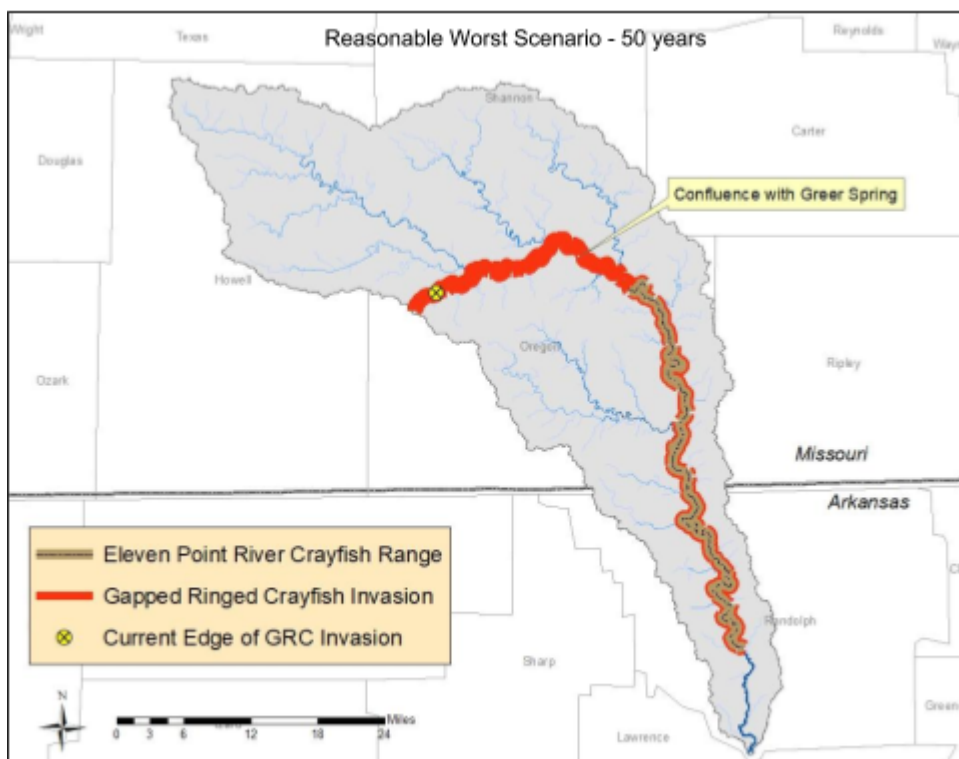 Reasonable Worst Scenario - 50 years
Wright
Texas
Reynolds
Shannon
Carter
Douglas
Confluence with Greer Spring
Howell
Oregon
Ozark
Ripley
Missouri
Arkansas
Eleven Point River Crayfish Range
Gapped Ringed Crayfish Invasion
Current Edge of GRC Invasion
Randolph
Sharp
N
Miles
0 3 6 12 18 24
Lawrence